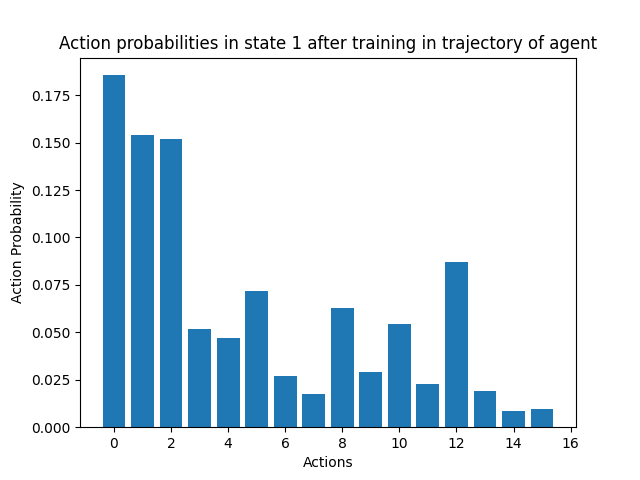 Action probabilities in state 1 after training in trajectory of agent
0.175
0.150
0.125
0.100
0.075
0.050
0.025
0.000
Action Probability
0 2 4 6 8 10 12 14 16
Actions